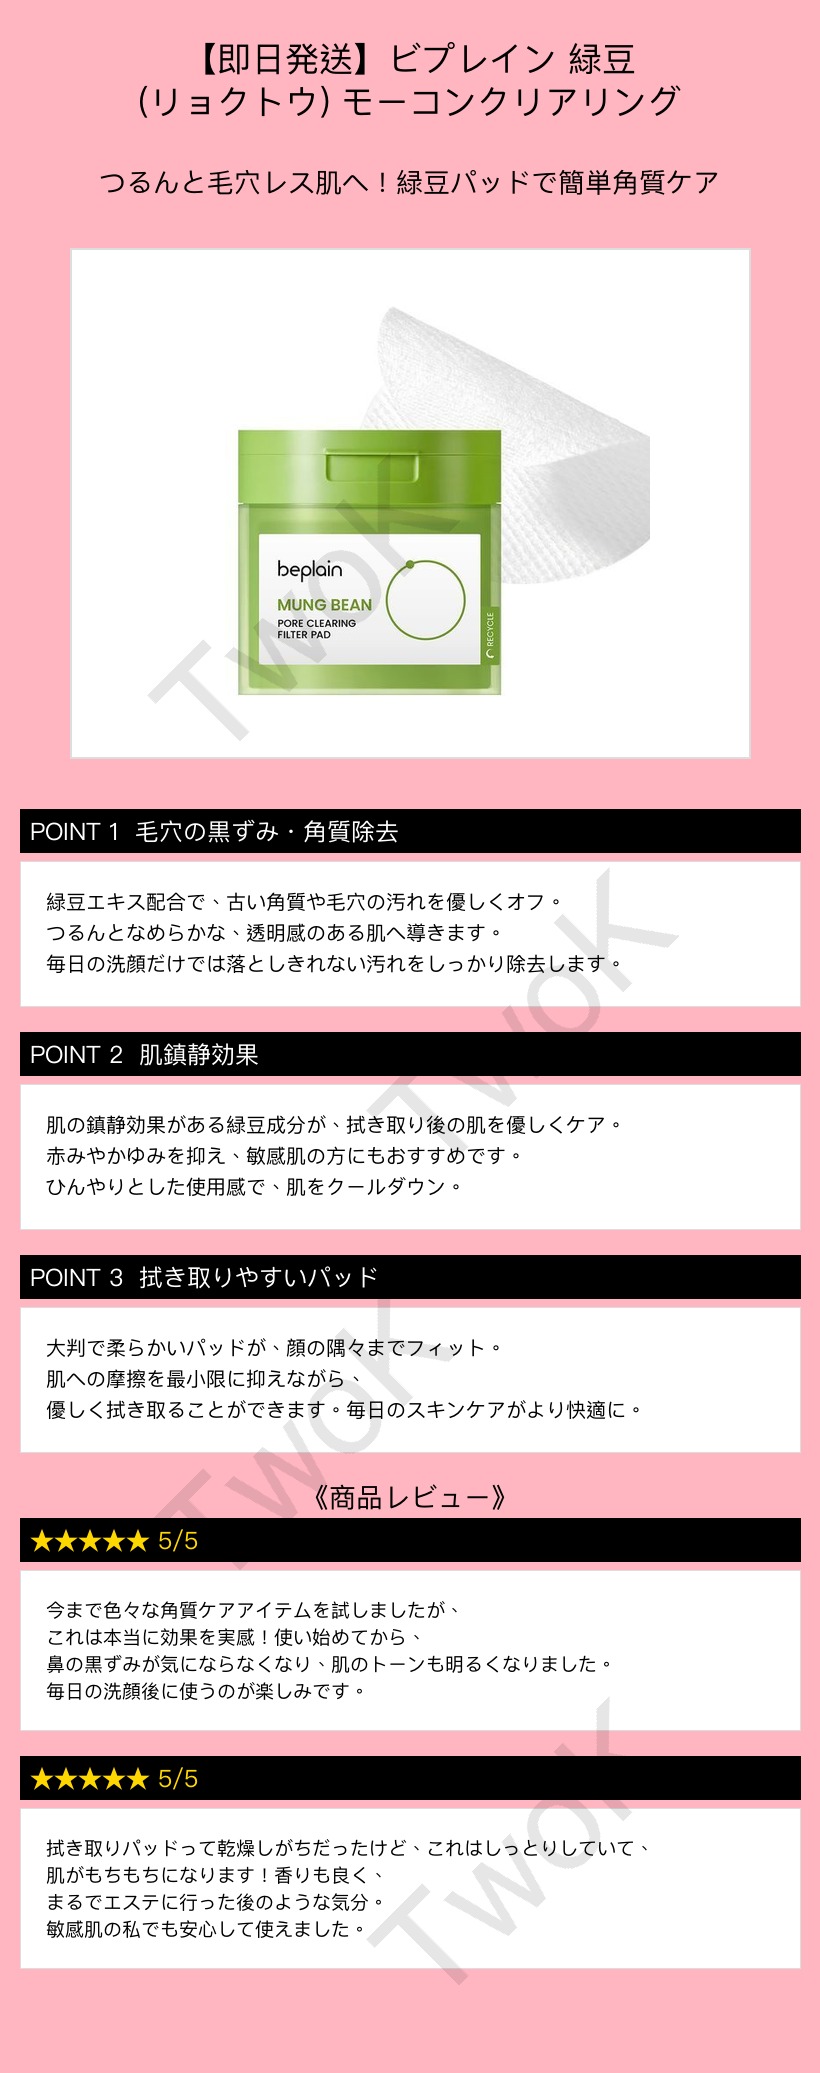 【即日発送】ビプレイン 緑豆
(リョクトウ) モーコンクリアリング
つるんと毛穴レス肌へ！緑豆パッドで簡単角質ケア
beplain
MUNG BEAN
PORE CLEARING
FILTER PAD
RECYCLE
TwoK
POINT 1 毛穴の黒ずみ・角質除去
緑豆エキス配合で、古い角質や毛穴の汚れを優しくオフ。
つるんとなめらかな、透明感のある肌へ導きます。
毎日の洗顔だけでは落としきれない汚れをしっかり除去します。
TwoK
POINT 2 肌鎮静効果
肌の鎮静効果がある緑豆成分が、拭き取り後の肌を優しくケア。
赤みやかゆみを抑え、敏感肌の方にもおすすめです。
ひんやりとした使用感で、肌をクールダウン。
POINT 3 拭き取りやすいパッド
大判で柔らかいパッドが、顔の隅々までフィット。
肌への摩擦を最小限に抑えながら、
優しく拭き取ることができます。毎日のスキンケアがより快適に。
TwoK
《商品レビュー》
★★★★★ 5/5
今まで色々な角質ケアアイテムを試しましたが、
これは本当に効果を実感！使い始めてから、
鼻の黒ずみが気にならなくなり、肌のトーンも明るくなりました。
毎日の洗顔後に使うのが楽しみです。
★★★★★ 5/5
拭き取りパッドって乾燥しがちだったけど、これはしっとりしていて、
肌がもちもちになります！香りも良く、
まるでエステに行った後のような気分。
敏感肌の私でも安心して使えました。
TwoK